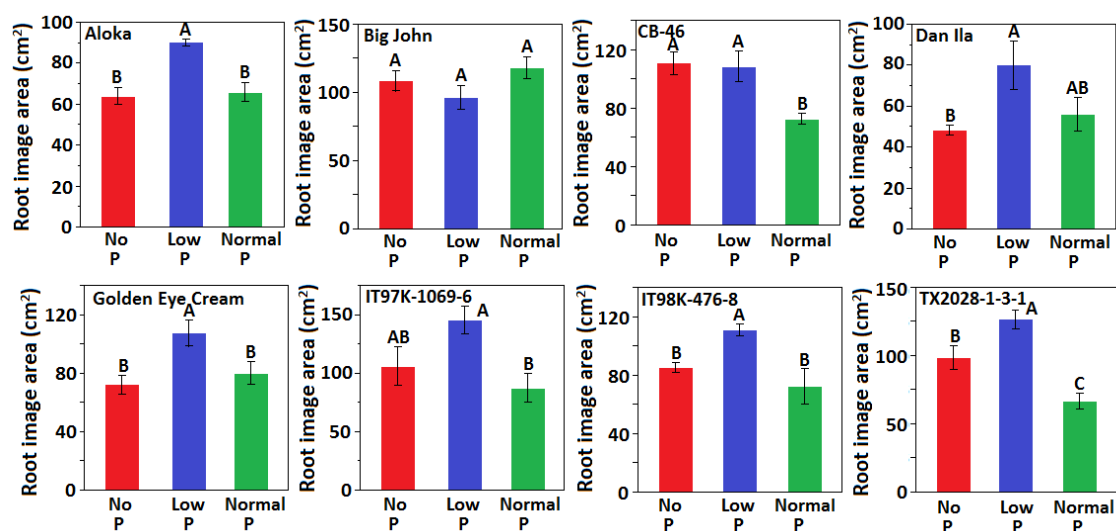 Root image area (cm²)
Aloka
100
80
60
40
20
0
B
A
B
No P
Low P
Normal P
Root image area (cm²)
Big John
150
100
50
0
A
A
A
No P
Low P
Normal P
Root image area (cm²)
CB-46
120
80
40
0
A
A
B
No P
Low P
Normal P
Root image area (cm²)
Dan Ila
100
80
60
40
20
0
B
A
AB
No P
Low P
Normal P
Root image area (cm²)
Golden Eye Cream
120
80
40
0
B
A
B
No P
Low P
Normal P
Root image area (cm²)
IT97K-1069-6
150
100
50
0
AB
A
B
No P
Low P
Normal P
Root image area (cm²)
IT98K-476-8
120
80
40
0
B
A
B
No P
Low P
Normal P
Root image area (cm²)
TX2028-1-3-1
150
100
50
0
B
A
C
No P
Low P
Normal P